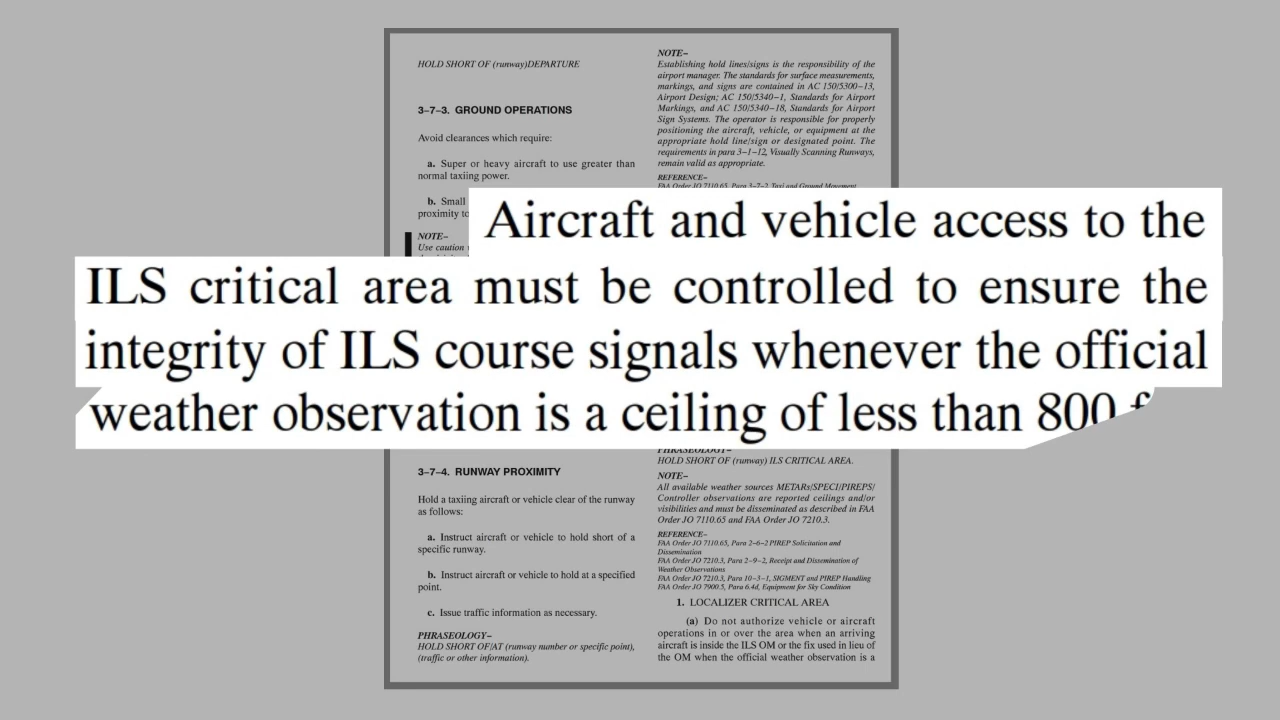 HOLD SHORT OF (runway)DEPARTURE
3−7−3. GROUND OPERATIONS
Avoid clearances which require:
a. Super or heavy aircraft to use greater than
normal taxiing power.
b. Small
proximity to
NOTE−
Use caution
NOTE−
Establishing hold lines/signs is the responsibility of the
airport manager. The standards for surface measurements,
markings, and signs are contained in AC 150/5300−13,
Airport Design; AC 150/5340−1, Standards for Airport
Markings, and AC 150/5340−18, Standards for Airport
Sign Systems. The operator is responsible for properly
positioning the aircraft, vehicle, or equipment at the
appropriate hold line/sign or designated point. The
requirements in para 3−1−12, Visually Scanning Runways,
remain valid as appropriate.
REFERENCE−
FAA Order JO 7110.65, Para 3−7−2, Taxi and Ground Movement
Aircraft and vehicle access to the
ILS critical area must be controlled to ensure the
integrity of ILS course signals whenever the official
weather observation is a ceiling of less than 800 f
3−7−4. RUNWAY PROXIMITY
Hold a taxiing aircraft or vehicle clear of the runway
as follows:
a. Instruct aircraft or vehicle to hold short of a
specific runway.
b. Instruct aircraft or vehicle to hold at a specified
point.
c. Issue traffic information as necessary.
PHRASEOLOGY−
HOLD SHORT OF/AT (runway number or specific point),
(traffic or other information).
PHRASEOLOGY−
HOLD SHORT OF (runway) ILS CRITICAL AREA.
NOTE−
All available weather sources METARs/SPECI/PIREPS/
Controller observations are reported ceilings and/or
visibilities and must be disseminated as described in FAA
Order JO 7110.65 and FAA Order JO 7210.3.
REFERENCE−
FAA Order JO 7110.65, Para 2−6−2 PIREP Solicitation and
Dissemination
FAA Order JO 7210.3, Para 2−9−2, Receipt and Dissemination of
Weather Observations
FAA Order JO 7210.3, Para 10−3−1, SIGMENT and PIREP Handling
FAA Order JO 7900.5, Para 6.4d, Equipment for Sky Condition
1. LOCALIZER CRITICAL AREA
(a) Do not authorize vehicle or aircraft
operations in or over the area when an arriving
aircraft is inside the ILS OM or the fix used in lieu of
the OM when the official weather observation is a